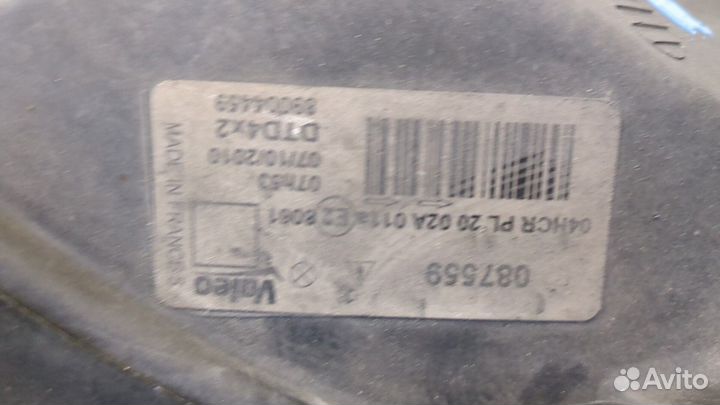 Valeo
087559
04HCR PL 20 02A 011
E2 8061
07h53
07/10/2010
DTD4x2
89004459
MADE IN FRANCE
Avito